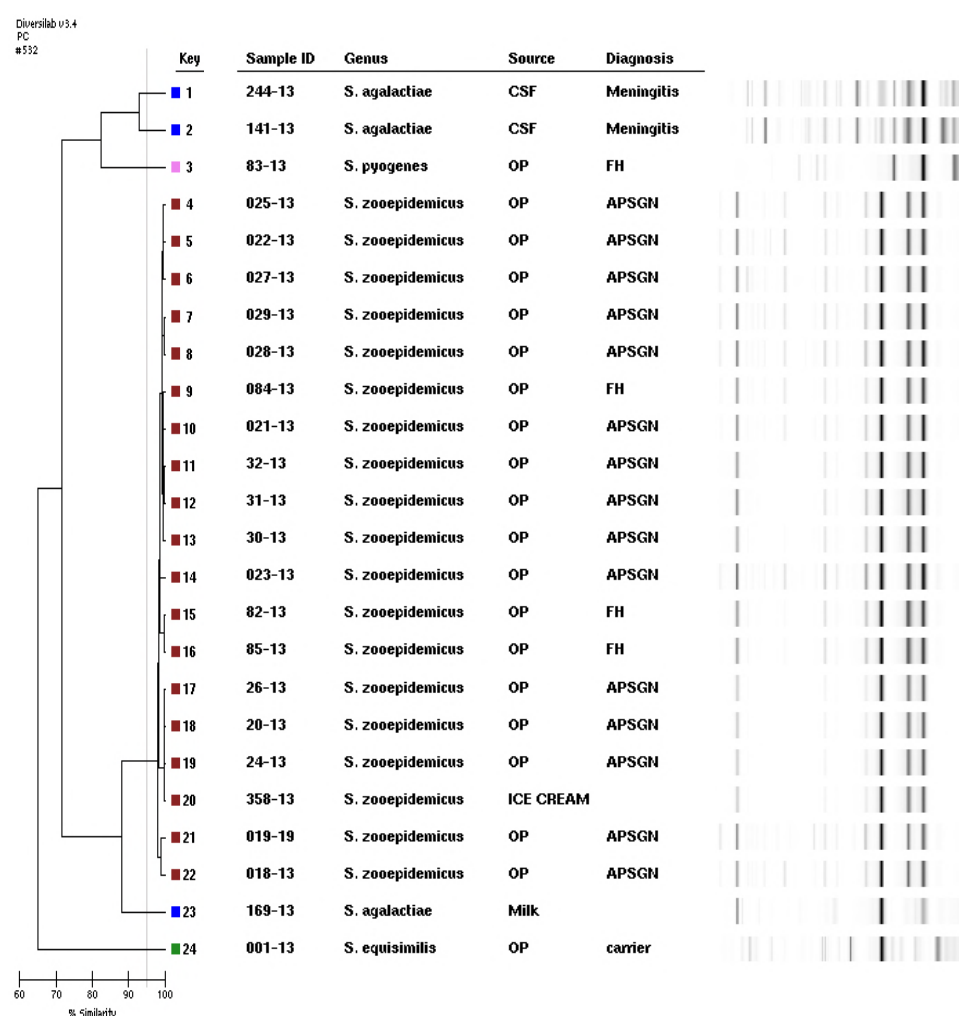 Diversilab v3.4
PC
#532
Key Sample ID Genus Source Diagnosis
1 244-13 S. agalactiae CSF Meningitis
2 141-13 S. agalactiae CSF Meningitis
3 83-13 S. pyogenes OP FH
4 025-13 S. zooepidemicus OP APSGN
5 022-13 S. zooepidemicus OP APSGN
6 027-13 S. zooepidemicus OP APSGN
7 029-13 S. zooepidemicus OP APSGN
8 028-13 S. zooepidemicus OP APSGN
9 084-13 S. zooepidemicus OP FH
10 021-13 S. zooepidemicus OP APSGN
11 32-13 S. zooepidemicus OP APSGN
12 31-13 S. zooepidemicus OP APSGN
13 30-13 S. zooepidemicus OP APSGN
14 023-13 S. zooepidemicus OP APSGN
15 82-13 S. zooepidemicus OP FH
16 85-13 S. zooepidemicus OP FH
17 26-13 S. zooepidemicus OP APSGN
18 20-13 S. zooepidemicus OP APSGN
19 24-13 S. zooepidemicus OP APSGN
20 358-13 S. zooepidemicus ICE CREAM
21 019-19 S. zooepidemicus OP APSGN
22 018-13 S. zooepidemicus OP APSGN
23 169-13 S. agalactiae Milk
24 001-13 S. equisimilis OP carrier
60 70 80 90 100
% Similarity